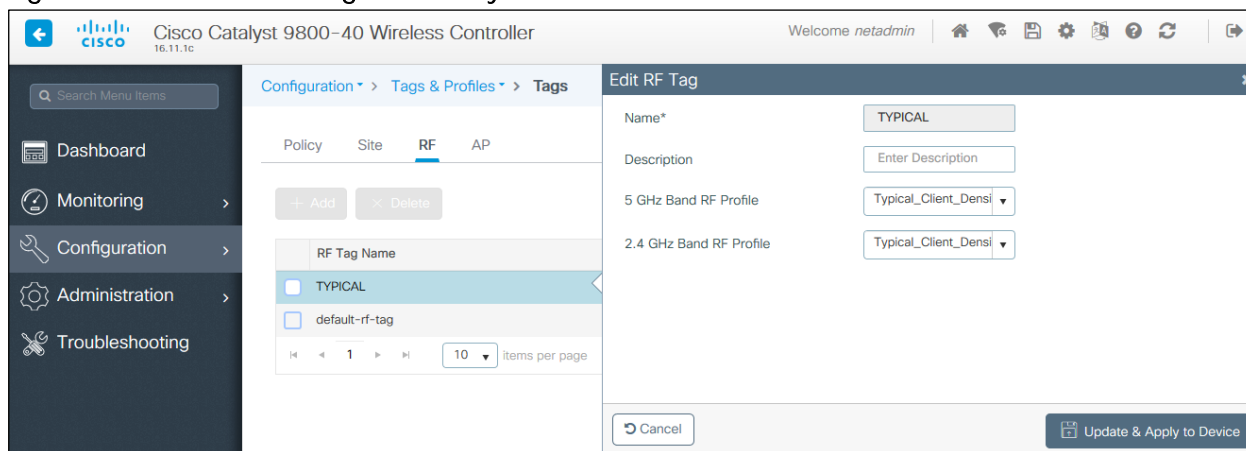 CISCO
Cisco Catalyst 9800-40 Wireless Controller
16.11.1c
Welcome netadmin
Search Menu Items
Dashboard
Monitoring
Configuration
Administration
Troubleshooting
Configuration > Tags & Profiles > Tags
Policy Site RF AP
+ Add × Delete
RF Tag Name
TYPICAL
default-rf-tag
1 10 items per page
Edit RF Tag
Name* TYPICAL
Description Enter Description
5 GHz Band RF Profile Typical_Client_Densi
2.4 GHz Band RF Profile Typical_Client_Densi
Cancel
Update & Apply to Device